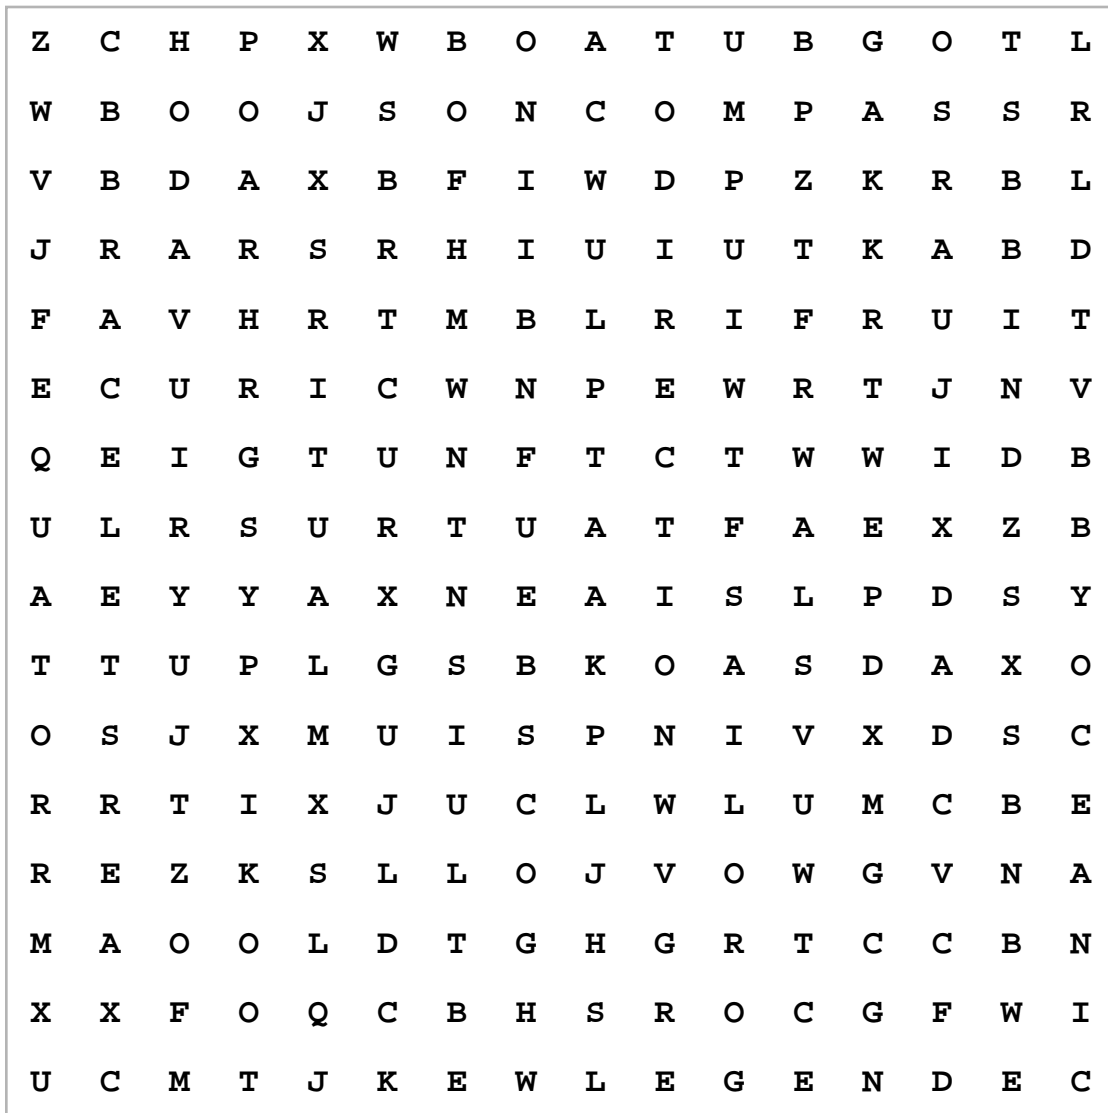 Z C H P X W B O A T U B G O T L
W B O O J S O N C O M P A S S R
V B D A X B F I W D P Z K R B L
J R A R S R H I U I U T K A B D
F A V H R T M B L R I F R U I T
E C U R I C W N P E W R T J N V
Q E I G T U N F T C T W W I D B
U L R S U R T U A T F A E X Z B
A E Y Y A X N E A I S L P D S Y
T T U P L G S B K O A S D A X O
O S J X M U I S P N I V X D S C
R R T I X J U C L W L U M C B E
R E Z K S L L O J V O W G V N A
M A O O L D T G H G R T C C B N
X X F O Q C B H S R O C G F W I
U C M T J K E W L E G E N D E C